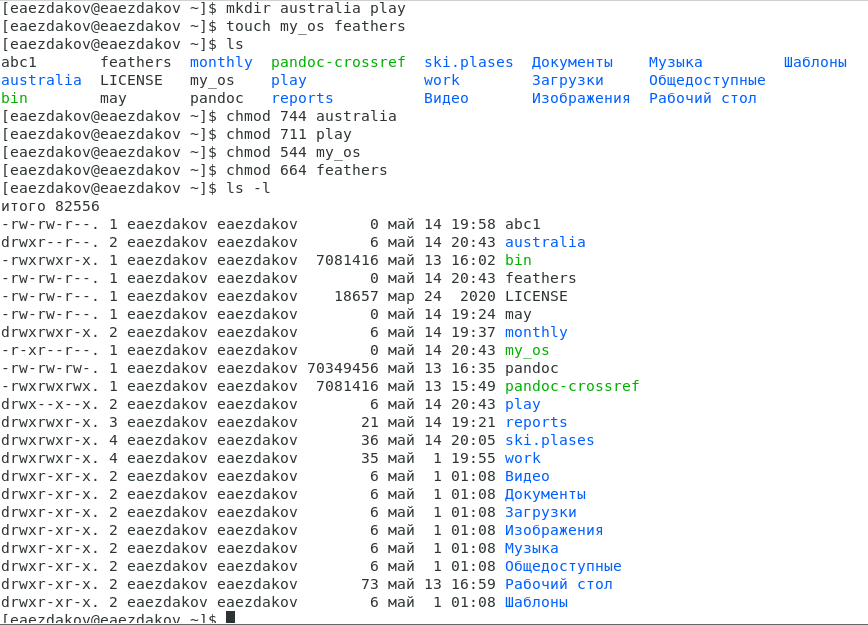 [eaezdakov@eaezdakov ~]$ mkdir australia play
[eaezdakov@eaezdakov ~]$ touch my_os feathers
[eaezdakov@eaezdakov ~]$ ls
abc1       feathers  monthly  pandoc-crossref  ski.plases  Документы    Музыка         Шаблоны
australia  LICENSE   my_os    play             work        Загрузки     Общедоступные
bin        may       pandoc   reports          Видео       Изображения  Рабочий стол
[eaezdakov@eaezdakov ~]$ chmod 744 australia
[eaezdakov@eaezdakov ~]$ chmod 711 play
[eaezdakov@eaezdakov ~]$ chmod 544 my_os
[eaezdakov@eaezdakov ~]$ chmod 664 feathers
[eaezdakov@eaezdakov ~]$ ls -l
итого 82556
-rw-rw-r--. 1 eaezdakov eaezdakov        0 май 14 19:58 abc1
drwxr--r--. 2 eaezdakov eaezdakov        6 май 14 20:43 australia
-rwxrwxr-x. 1 eaezdakov eaezdakov  7081416 май 13 16:02 bin
-rw-rw-r--. 1 eaezdakov eaezdakov        0 май 14 20:43 feathers
-rw-rw-r--. 1 eaezdakov eaezdakov    18657 мар 24  2020 LICENSE
-rw-rw-r--. 1 eaezdakov eaezdakov        0 май 14 19:24 may
drwxrwxr-x. 2 eaezdakov eaezdakov        6 май 14 19:37 monthly
-r-xr--r--. 1 eaezdakov eaezdakov        0 май 14 20:43 my_os
-rw-rw-rw-. 1 eaezdakov eaezdakov 70349456 май 13 16:35 pandoc
-rwxrwxrwx. 1 eaezdakov eaezdakov  7081416 май 13 15:49 pandoc-crossref
drwx--x--x. 2 eaezdakov eaezdakov        6 май 14 20:43 play
drwxrwxr-x. 3 eaezdakov eaezdakov       21 май 14 19:21 reports
drwxrwxr-x. 4 eaezdakov eaezdakov       36 май 14 20:05 ski.plases
drwxrwxr-x. 4 eaezdakov eaezdakov       35 май  1 19:55 work
drwxr-xr-x. 2 eaezdakov eaezdakov        6 май  1 01:08 Видео
drwxr-xr-x. 2 eaezdakov eaezdakov        6 май  1 01:08 Документы
drwxr-xr-x. 2 eaezdakov eaezdakov        6 май  1 01:08 Загрузки
drwxr-xr-x. 2 eaezdakov eaezdakov        6 май  1 01:08 Изображения
drwxr-xr-x. 2 eaezdakov eaezdakov        6 май  1 01:08 Музыка
drwxr-xr-x. 2 eaezdakov eaezdakov        6 май  1 01:08 Общедоступные
drwxr-xr-x. 2 eaezdakov eaezdakov       73 май 13 16:59 Рабочий стол
drwxr-xr-x. 2 eaezdakov eaezdakov        6 май  1 01:08 Шаблоны
[eaezdakov@eaezdakov ~]$